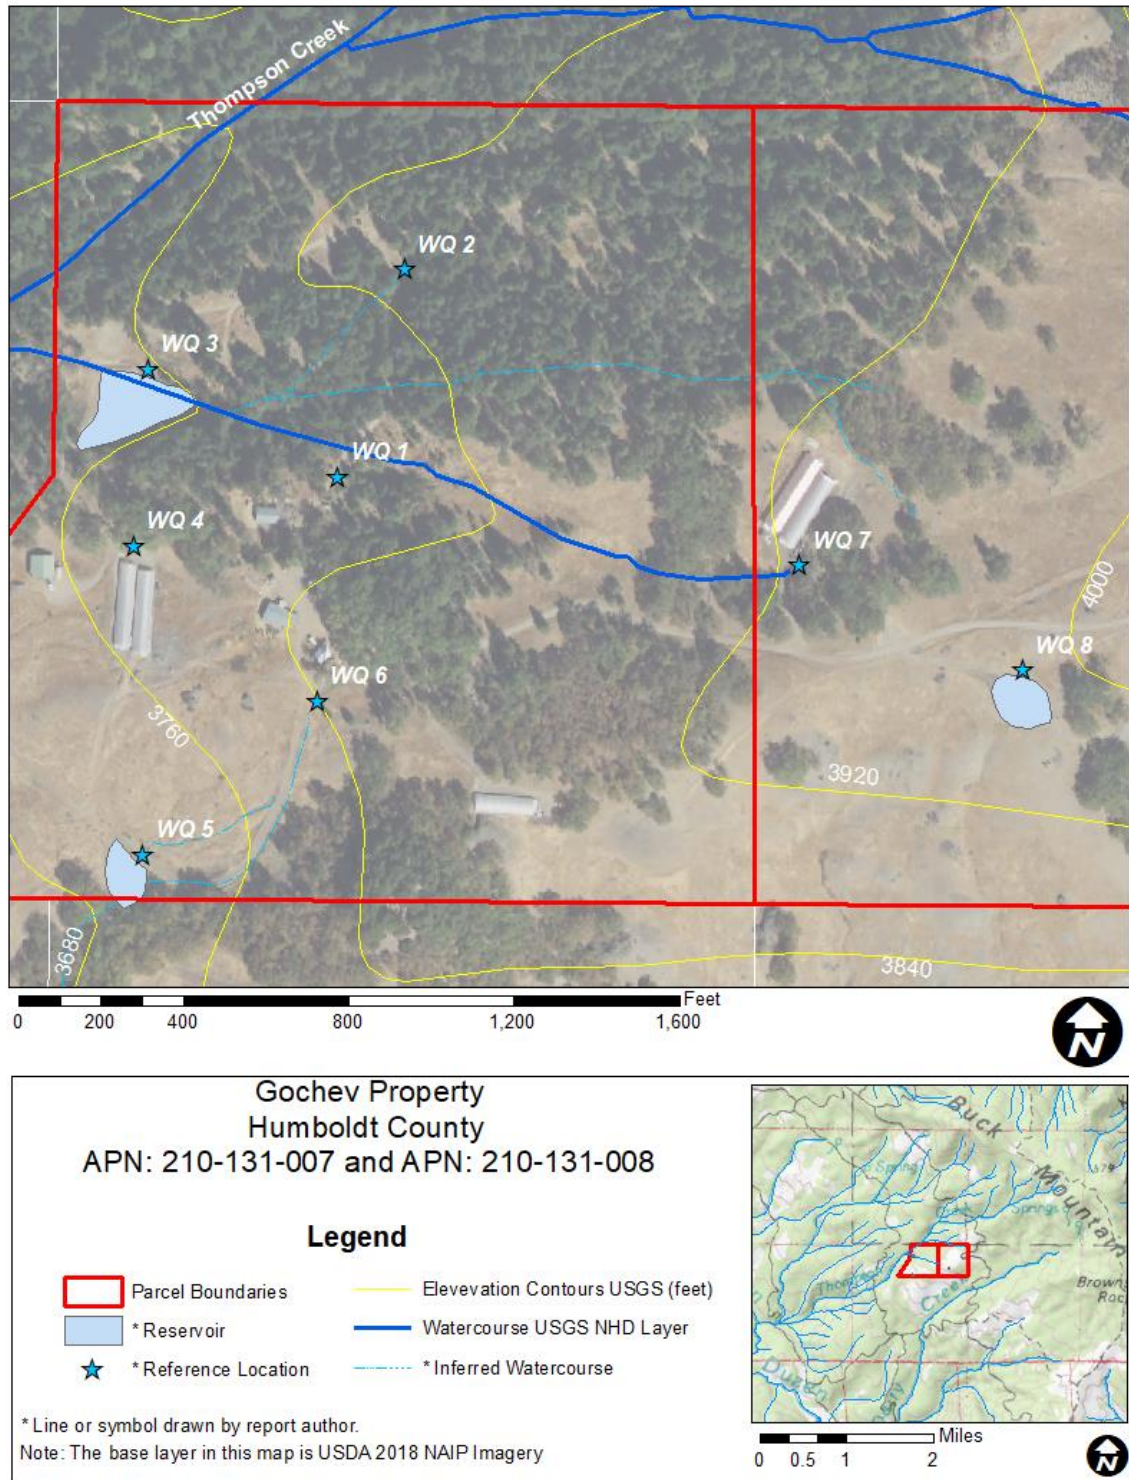 Thompson Creek
WQ 2
WQ 3
WQ 1
WQ 4
WQ 7
4000
WQ 8
WQ 6
3760
3920
WQ 5
3680
3840
Feet
0 200 400 800 1,200 1,600
N
Gochev Property
Humboldt County
APN: 210-131-007 and APN: 210-131-008
Legend
Parcel Boundaries
Elevevation Contours USGS (feet)
* Reservoir
Watercourse USGS NHD Layer
* Reference Location
* Inferred Watercourse
* Line or symbol drawn by report author.
Note: The base layer in this map is USDA 2018 NAIP Imagery
Buck
Mountain
Spring
Springs
Creek
Miles
0 0.5 1 2
N